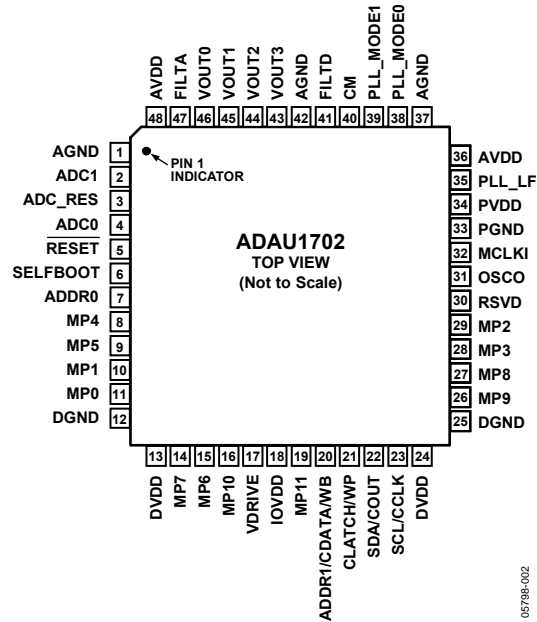 AVDD
FILTA
VOUT0
VOUT1
VOUT2
VOUT3
AGND
FILTD
CM
PLL_MODE1
PLL_MODE0
AGND
48 47 46 45 44 43 42 41 40 39 38 37
AGND 1
ADC1 2
ADC_RES 3
ADC0 4
RESET 5
SELFBOOT 6
ADDR0 7
MP4 8
MP5 9
MP1 10
MP0 11
DGND 12
PIN 1
INDICATOR
ADAU1702
TOP VIEW
(Not to Scale)
36 AVDD
35 PLL_LF
34 PVDD
33 PGND
32 MCLKI
31 OSCO
30 RSVD
29 MP2
28 MP3
27 MP8
26 MP9
25 DGND
13 14 15 16 17 18 19 20 21 22 23 24
DVDD
MP7
MP6
MP10
VDRIVE
IOVDD
MP11
ADDR1/CDATA/WB
CLATCH/WP
SDA/COUT
SCL/CCLK
DVDD
05798-002